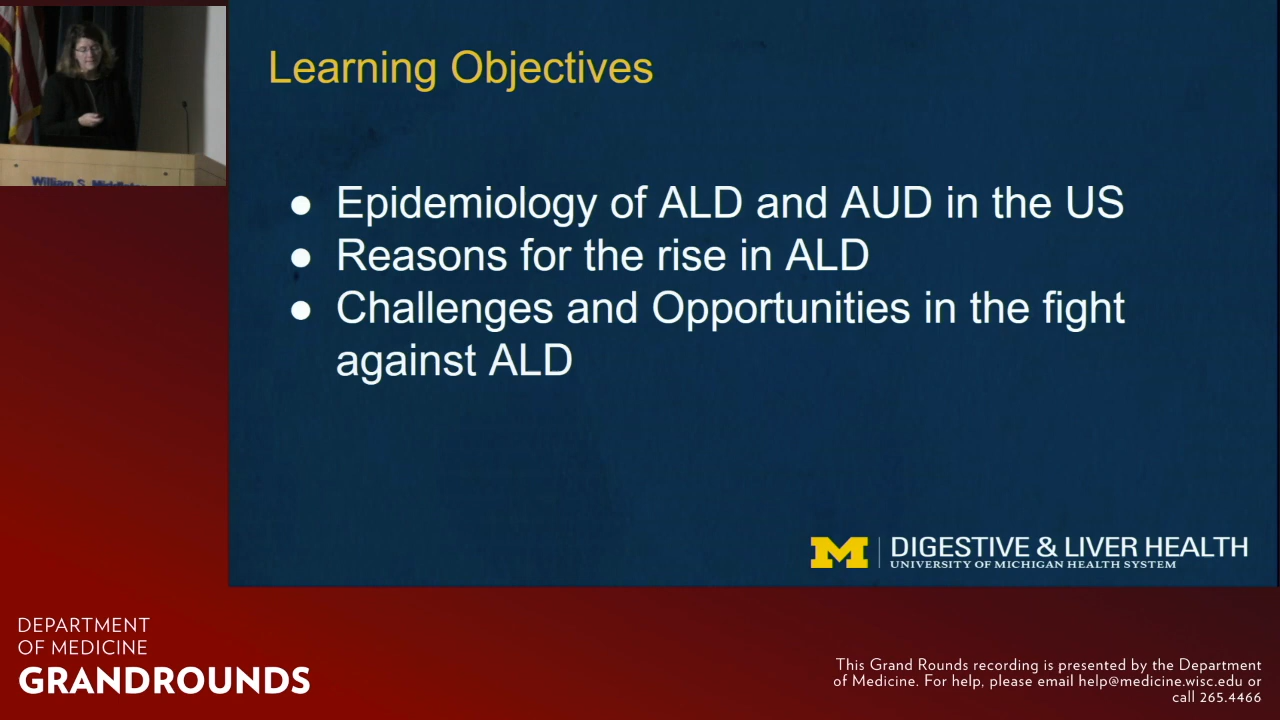 William S.
Learning Objectives
● Epidemiology of ALD and AUD in the US
● Reasons for the rise in ALD
● Challenges and Opportunities in the fight
against ALD
M DIGESTIVE & LIVER HEALTH
UNIVERSITY OF MICHIGAN HEALTH SYSTEM
DEPARTMENT
OF MEDICINE
GRANDROUNDS
This Grand Rounds recording is presented by the Department
of Medicine. For help, please email help@medicine.wisc.edu or
call 265.4466